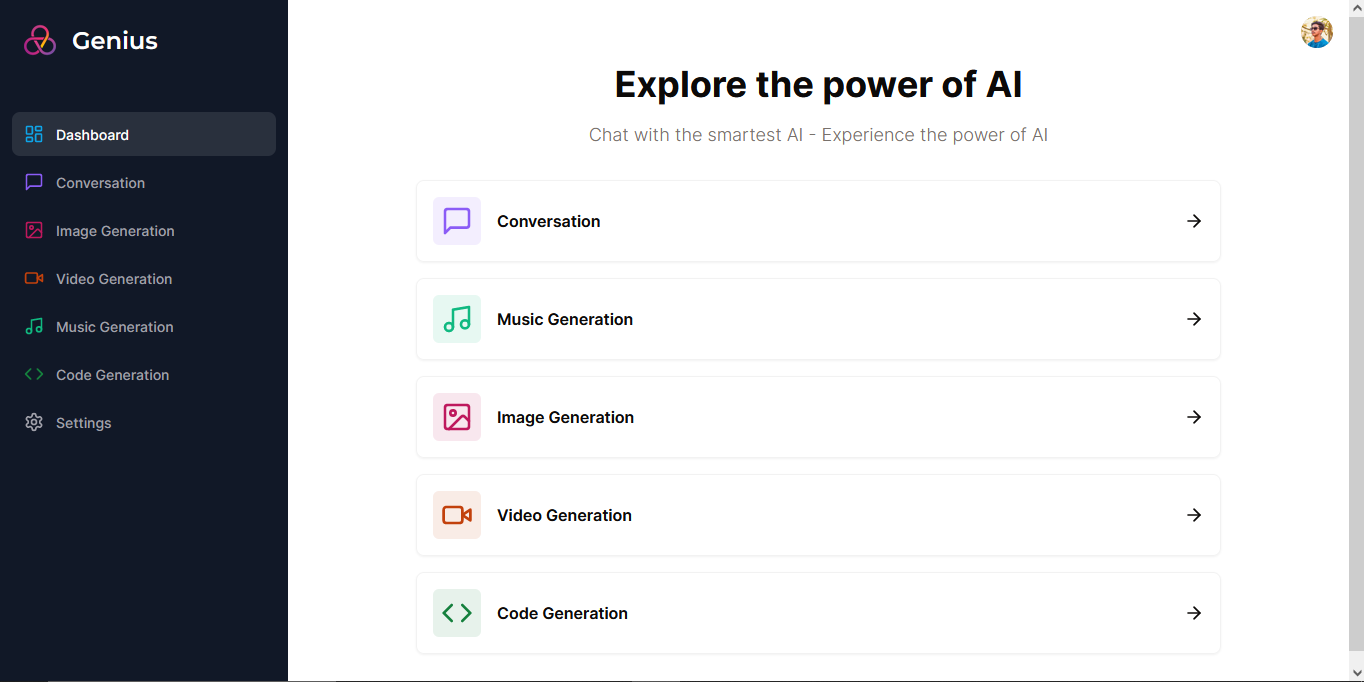 Genius
Dashboard
Conversation
Image Generation
Video Generation
Music Generation
Code Generation
Settings
Explore the power of AI
Chat with the smartest AI - Experience the power of AI
Conversation
Music Generation
Image Generation
Video Generation
Code Generation